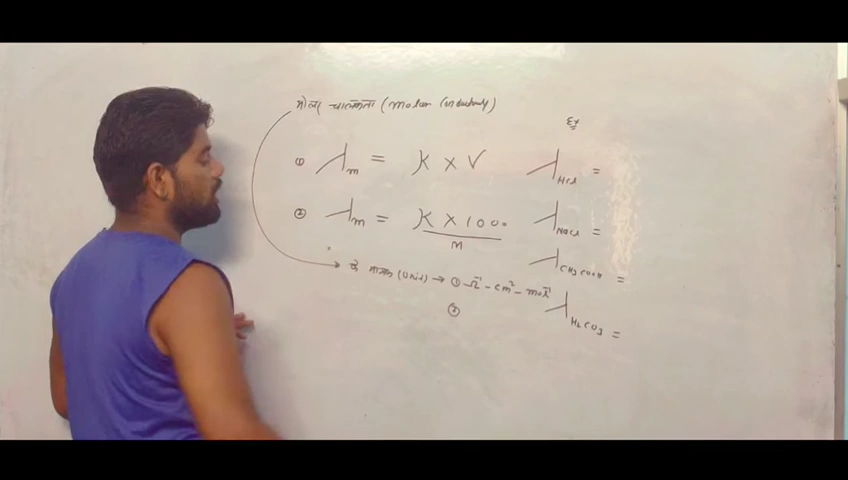 मोलर चालकता (molar conductivity)
① λm = K × V
② λm = K × 1000 / m
के मात्रक (Unit) → ① Ω⁻¹ - cm² - mol⁻¹
②
Ex
λHCl =
λNaCl =
λCH3COOH =
λH2CO3 =